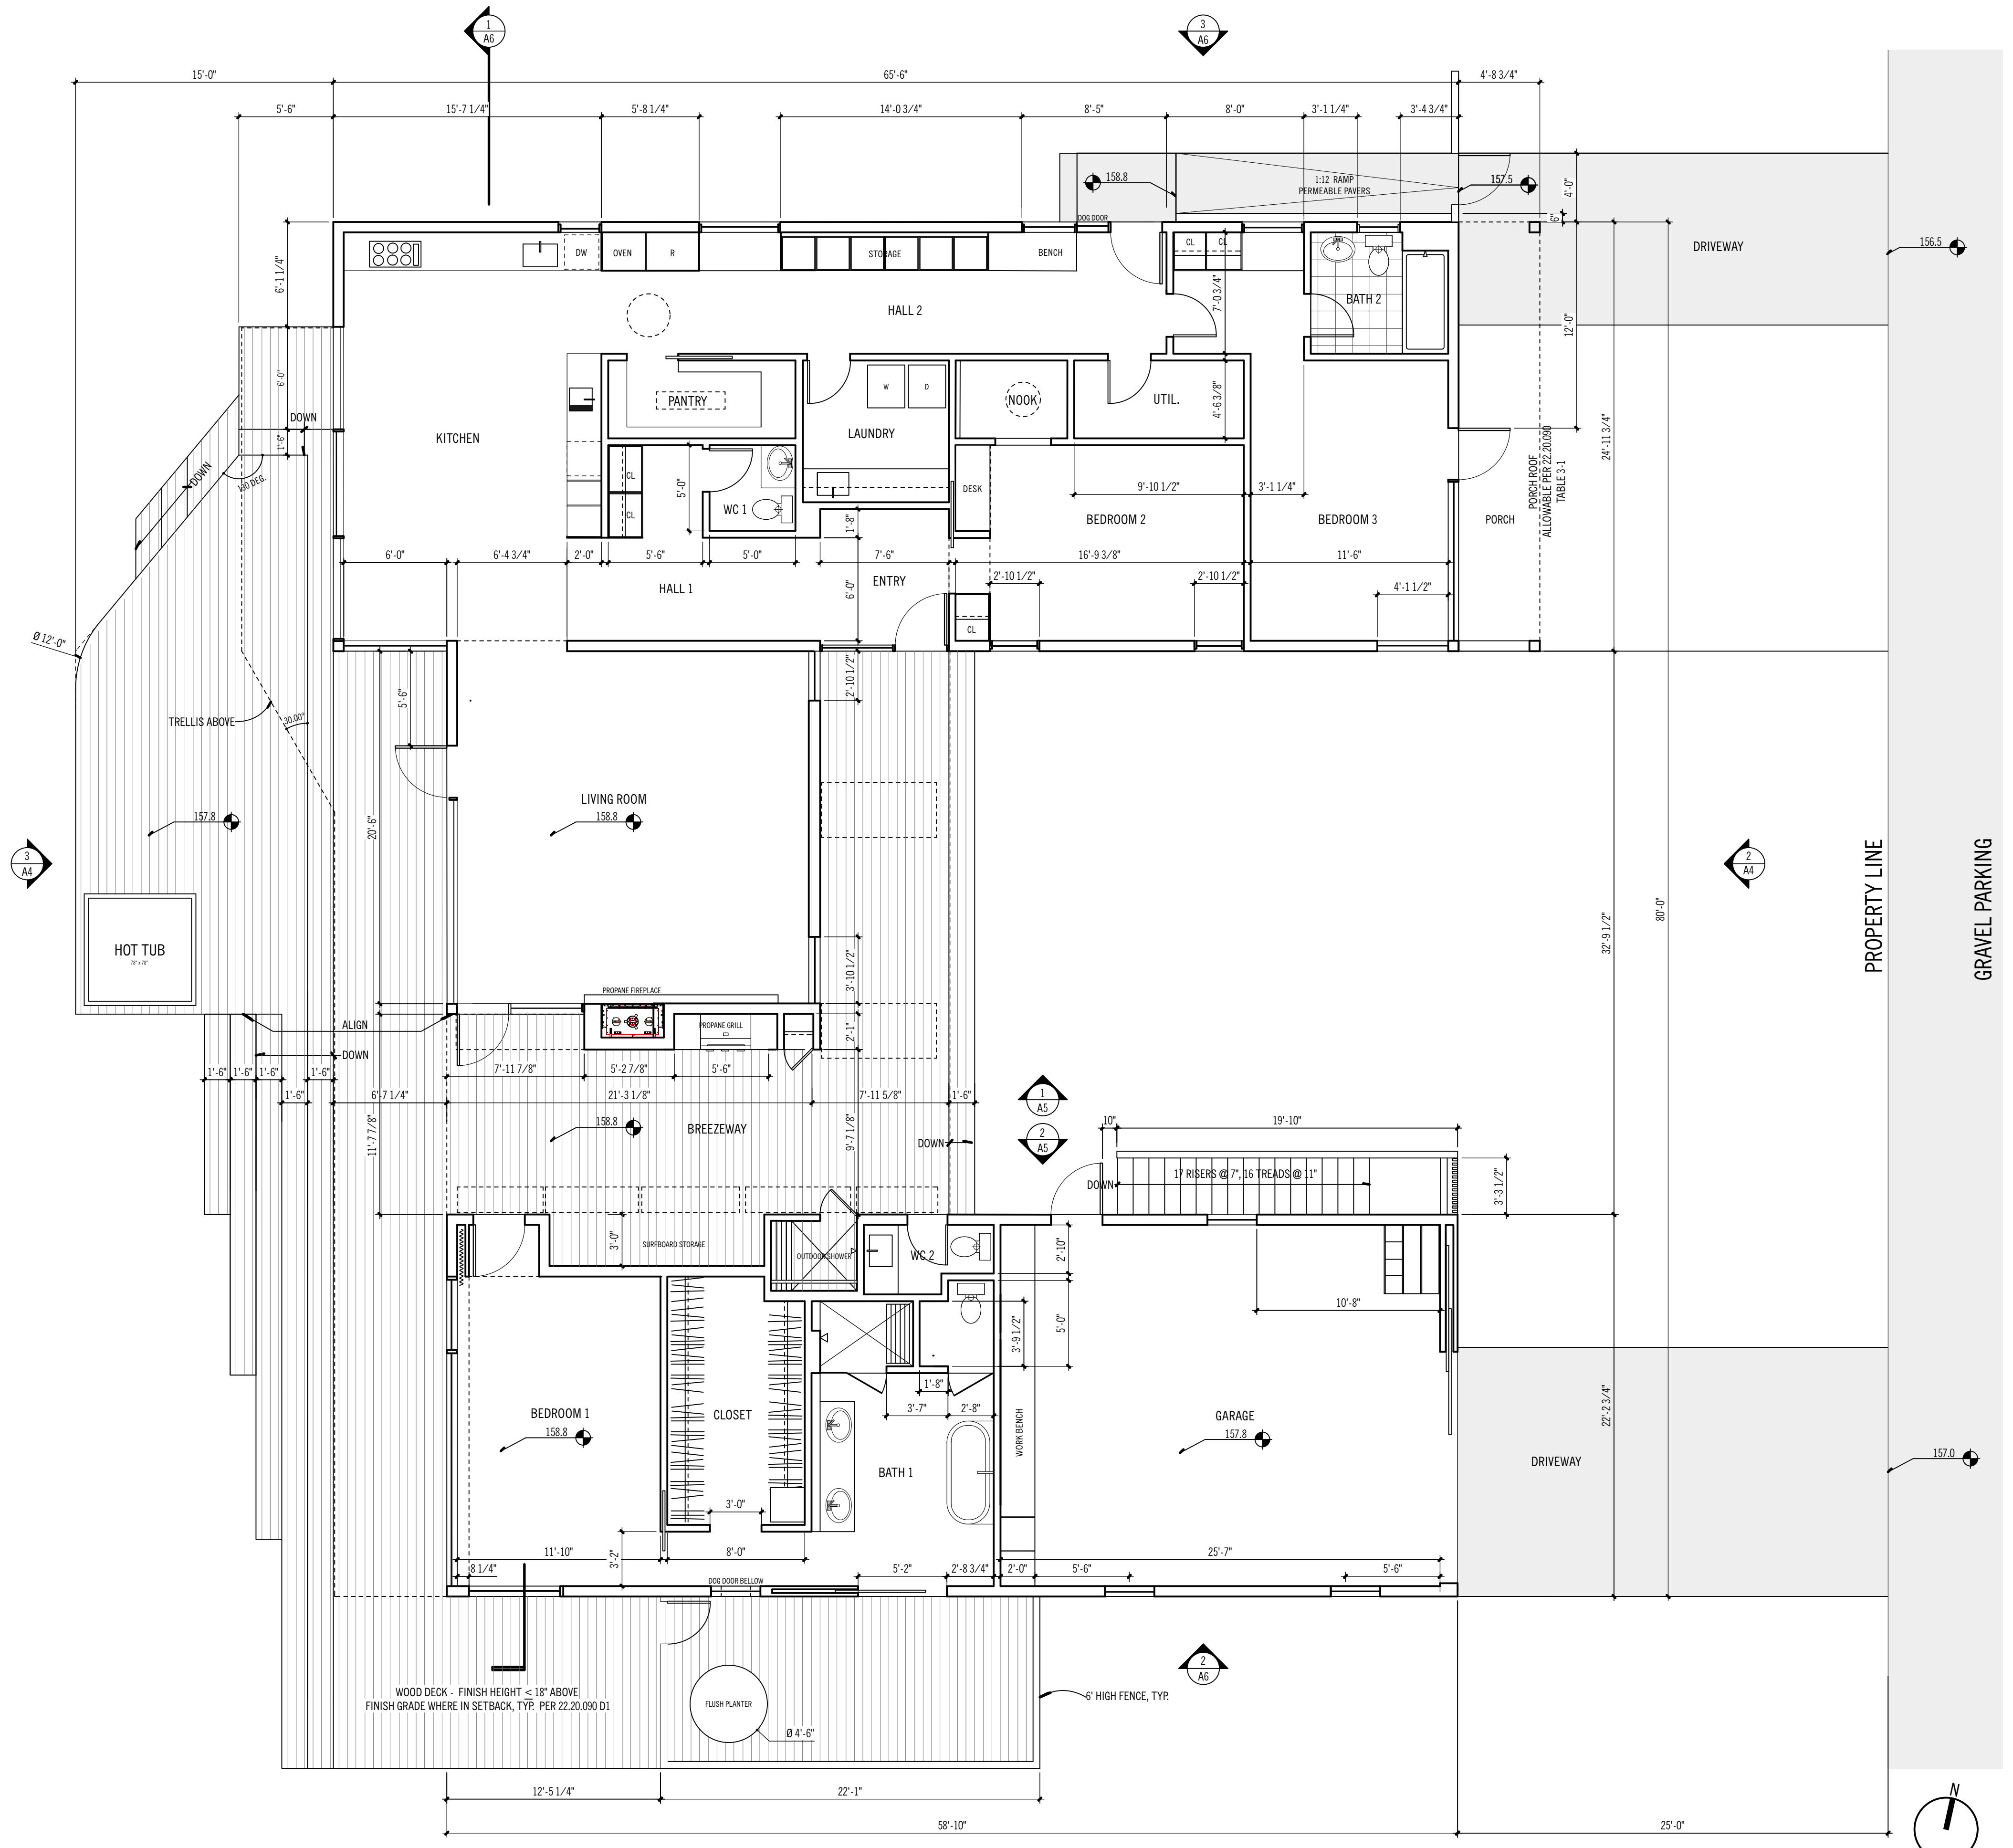 1
A6
3
A6
15'-0"
65'-6"
4'-8 3/4"
5'-6"
15'-7 1/4"
5'-8 1/4"
14'-0 3/4"
8'-5"
8'-0"
3'-1 1/4"
3'-4 3/4"
158.8
1:12 RAMP
PERMEABLE PAVERS
157.5
4'-0"
6"
DOG DOOR
DRIVEWAY
156.5
DW
OVEN
R
STORAGE
BENCH
CL
CL
6'-1 1/4"
7'-0 3/4"
BATH 2
HALL 2
12'-0"
6'-0"
DOWN
1'-6"
KITCHEN
PANTRY
W
D
LAUNDRY
NOOK
UTIL.
4'-6 3/8"
24'-11 3/4"
DOWN
130 DEG.
CL
CL
5'-0"
WC 1
DESK
9'-10 1/2"
3'-1 1/4"
BEDROOM 2
BEDROOM 3
PORCH
PORCH ROOF
ALLOWABLE PER 22.20.090
TABLE 3-1
1'-8"
6'-0"
6'-4 3/4"
2'-0"
5'-6"
5'-0"
7'-6"
16'-9 3/8"
11'-6"
HALL 1
ENTRY
6'-0"
2'-10 1/2"
2'-10 1/2"
4'-1 1/2"
CL
Ø 12'-0"
5'-6"
2'-10 1/2"
TRELLIS ABOVE
30.00°
LIVING ROOM
158.8
157.8
20'-6"
3
A4
2
A4
PROPERTY LINE
GRAVEL PARKING
80'-0"
32'-9 1/2"
HOT TUB
78" x 78"
3'-10 1/2"
PROPANE FIREPLACE
PROPANE GRILL
ALIGN
2'-1"
DOWN
1'-6"
1'-6"
1'-6"
1'-6"
1'-6"
7'-11 7/8"
5'-2 7/8"
5'-6"
6'-7 1/4"
21'-3 1/8"
7'-11 5/8"
1'-6"
1
A5
2
A5
11'-7 7/8"
158.8
BREEZEWAY
9'-7 1/8"
DOWN
10"
19'-10"
DOWN
17 RISERS @ 7", 16 TREADS @ 11"
3'-3 1/2"
3'-0"
SURFBOARD STORAGE
OUTDOOR SHOWER
WC 2
2'-10"
10'-8"
3'-9 1/2"
5'-0"
1'-8"
3'-7"
2'-8"
BEDROOM 1
158.8
CLOSET
BATH 1
WORK BENCH
GARAGE
157.8
22'-2 3/4"
DRIVEWAY
157.0
3'-0"
3'-2"
11'-10"
8'-0"
25'-7"
8 1/4"
DOG DOOR BELLOW
5'-2"
2'-8 3/4"
2'-0"
5'-6"
5'-6"
2
A6
WOOD DECK - FINISH HEIGHT < 18" ABOVE
FINISH GRADE WHERE IN SETBACK, TYP. PER 22.20.090 D1
FLUSH PLANTER
Ø 4'-6"
6' HIGH FENCE, TYP.
12'-5 1/4"
22'-1"
58'-10"
25'-0"
N